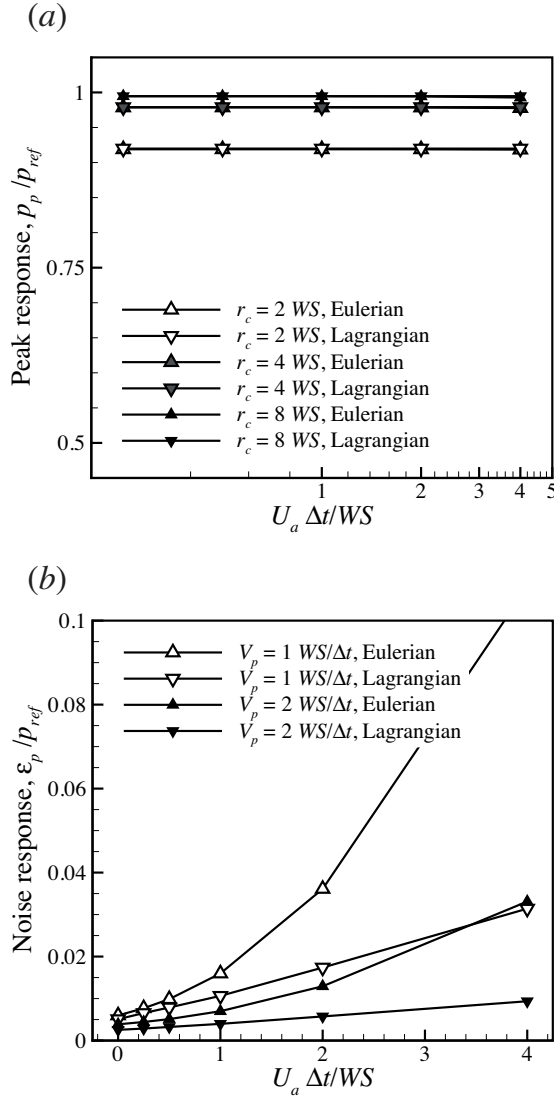 (a)
Peak response, p_p/p_ref
1
0.75
0.5
r_c = 2 WS, Eulerian
r_c = 2 WS, Lagrangian
r_c = 4 WS, Eulerian
r_c = 4 WS, Lagrangian
r_c = 8 WS, Eulerian
r_c = 8 WS, Lagrangian
1 2 3 4 5
U_a Δt/WS
(b)
Noise response, ε_p/p_ref
0.1
0.08
0.06
0.04
0.02
0
V_p = 1 WS/Δt, Eulerian
V_p = 1 WS/Δt, Lagrangian
V_p = 2 WS/Δt, Eulerian
V_p = 2 WS/Δt, Lagrangian
0 1 2 3 4
U_a Δt/WS